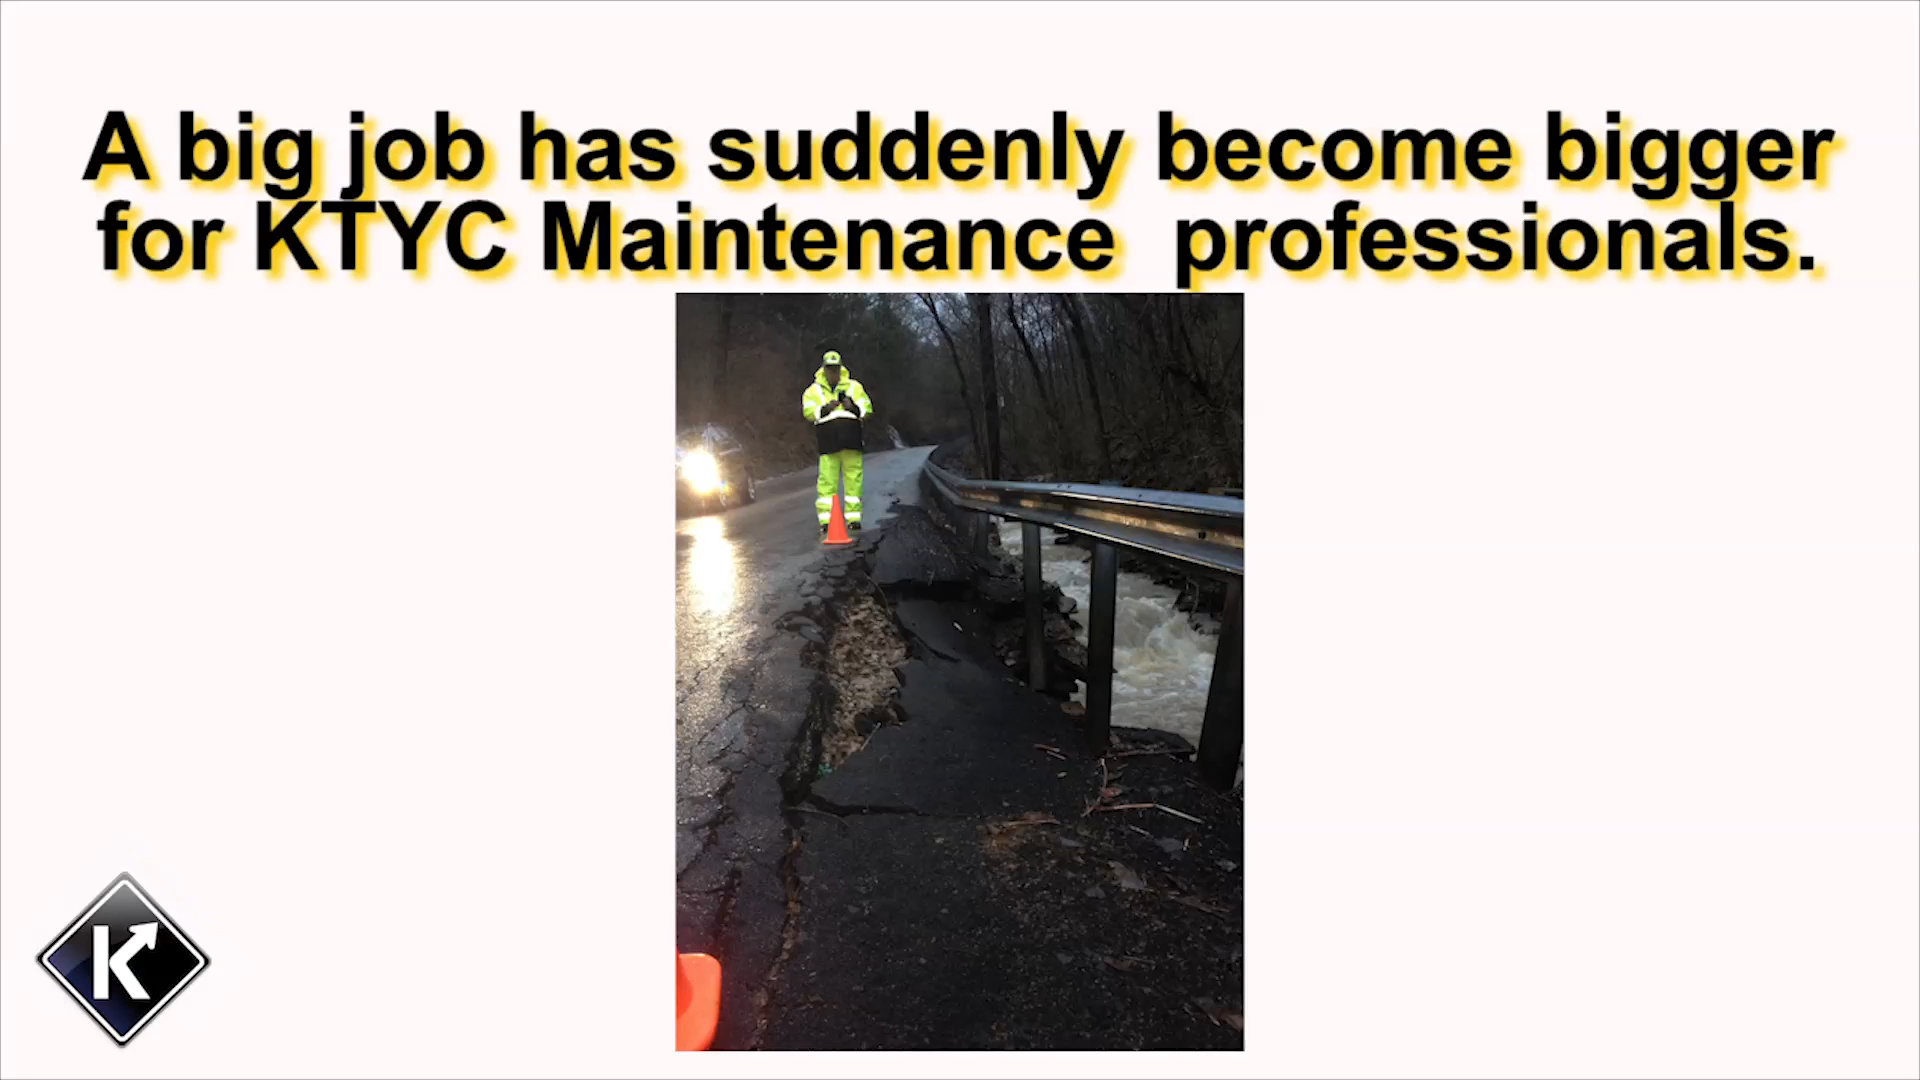 A big job has suddenly become bigger
for KTYC Maintenance  professionals.
K